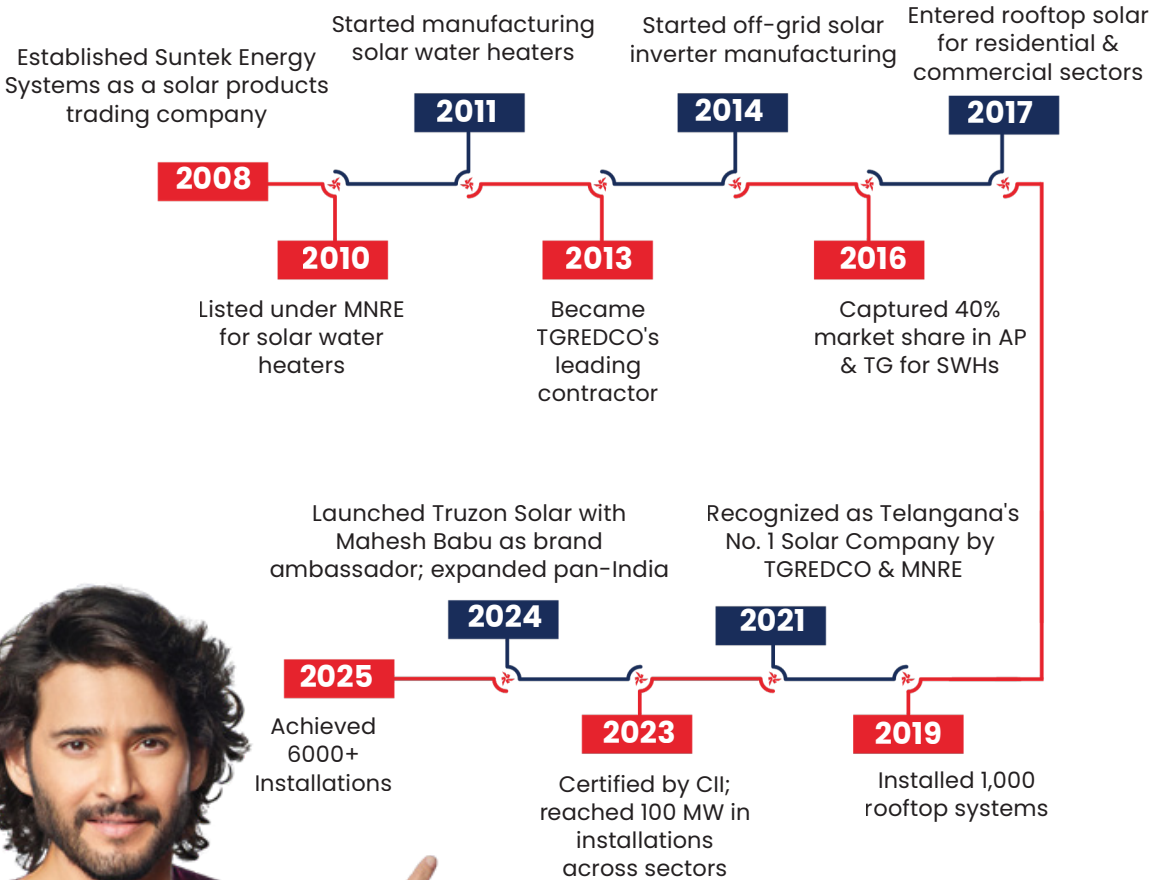 Established Suntek Energy
Systems as a solar products
trading company
2008
2010
Listed under MNRE
for solar water
heaters
Started manufacturing
solar water heaters
2011
2013
Became
TGREDCO's
leading
contractor
Started off-grid solar
inverter manufacturing
2014
2016
Captured 40%
market share in AP
& TG for SWHs
Entered rooftop solar
for residential &
commercial sectors
2017
2019
Installed 1,000
rooftop systems
Recognized as Telangana's
No. 1 Solar Company by
TGREDCO & MNRE
2021
2023
Certified by CII;
reached 100 MW in
installations
across sectors
Launched Truzon Solar with
Mahesh Babu as brand
ambassador; expanded pan-India
2024
2025
Achieved
6000+
Installations